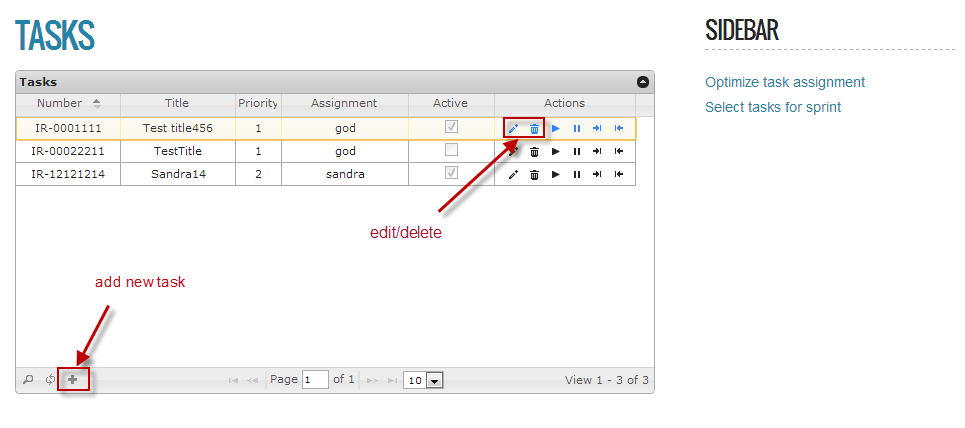 TASKS
SIDEBAR
Tasks
Number Title Priority Assignment Active Actions
Optimize task assignment
Select tasks for sprint
IR-0001111 Test title456 1 god
IR-00022211 TestTitle 1 god
IR-12121214 Sandra14 2 sandra
edit/delete
add new task
Page 1 of 1 10 View 1 - 3 of 3